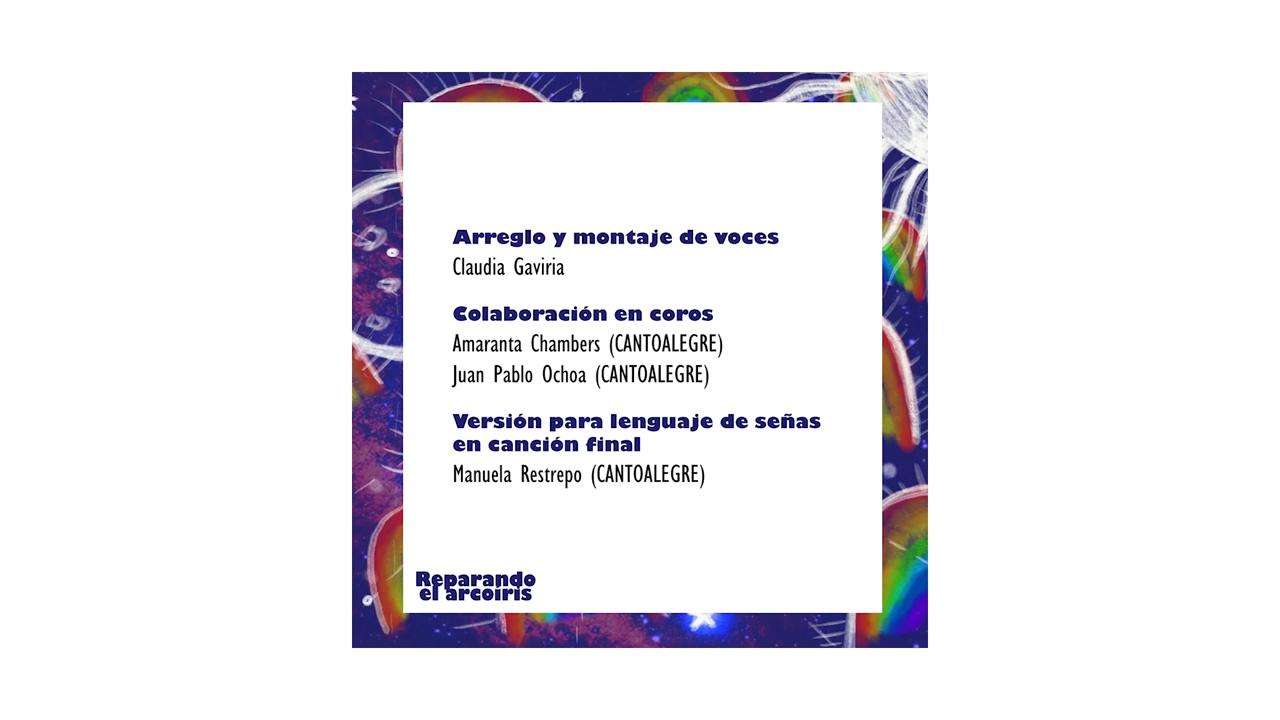 Arreglo y montaje de voces
Claudia Gaviria
Colaboración en coros
Amaranta Chambers (CANTOALEGRE)
Juan Pablo Ochoa (CANTOALEGRE)
Versión para lenguaje de señas
en canción final
Manuela Restrepo (CANTOALEGRE)
Reparando
el arcoíris